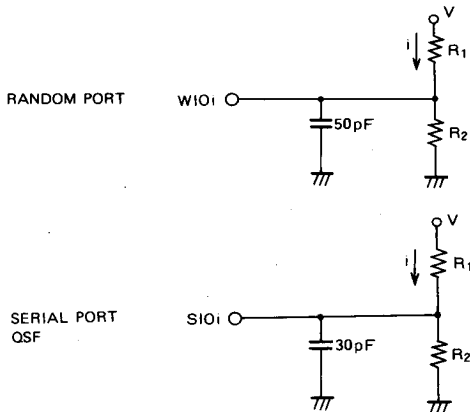 V
i
R1
RANDOM PORT
WIOi
50pF
R2
V
i
R1
SERIAL PORT
QSF
SIOi
30pF
R2